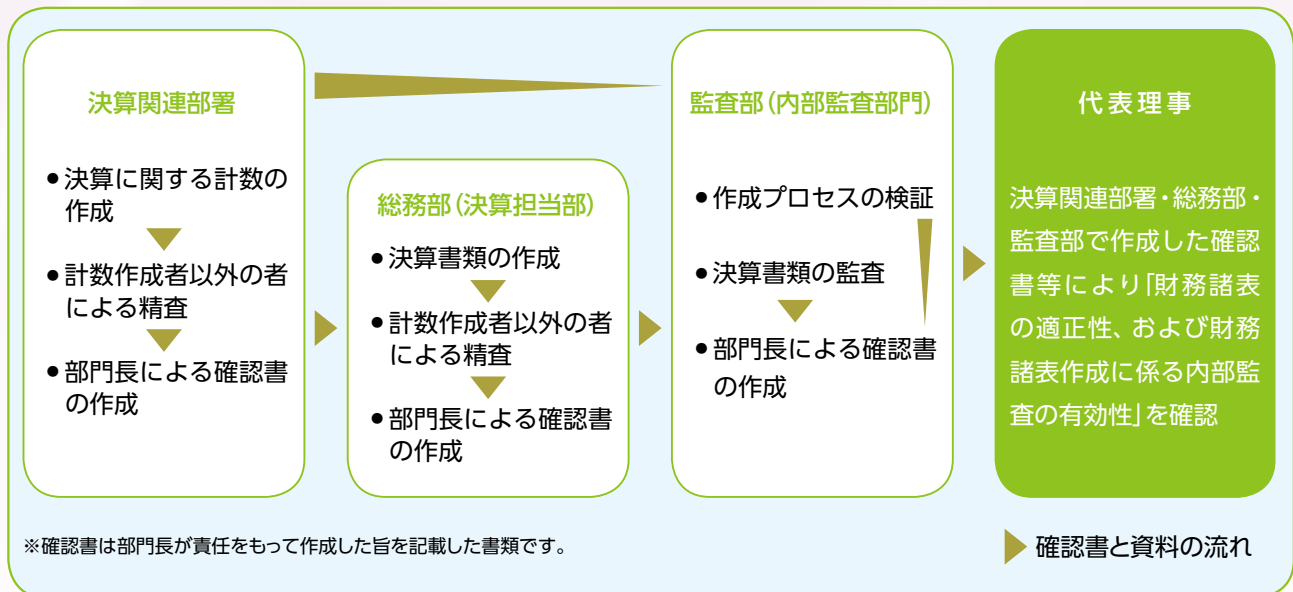 決算関連部署
●決算に関する計数の
作成
●計数作成者以外の者
による精査
●部門長による確認書
の作成
総務部（決算担当部）
●決算書類の作成
●計数作成者以外の者
による精査
●部門長による確認書
の作成
監査部（内部監査部門）
●作成プロセスの検証
●決算書類の監査
●部門長による確認書
の作成
代表理事
決算関連部署・総務部・
監査部で作成した確認
書等により「財務諸表
の適正性、および財務
諸表作成に係る内部監
査の有効性」を確認
※確認書は部門長が責任をもって作成した旨を記載した書類です。
確認書と資料の流れ